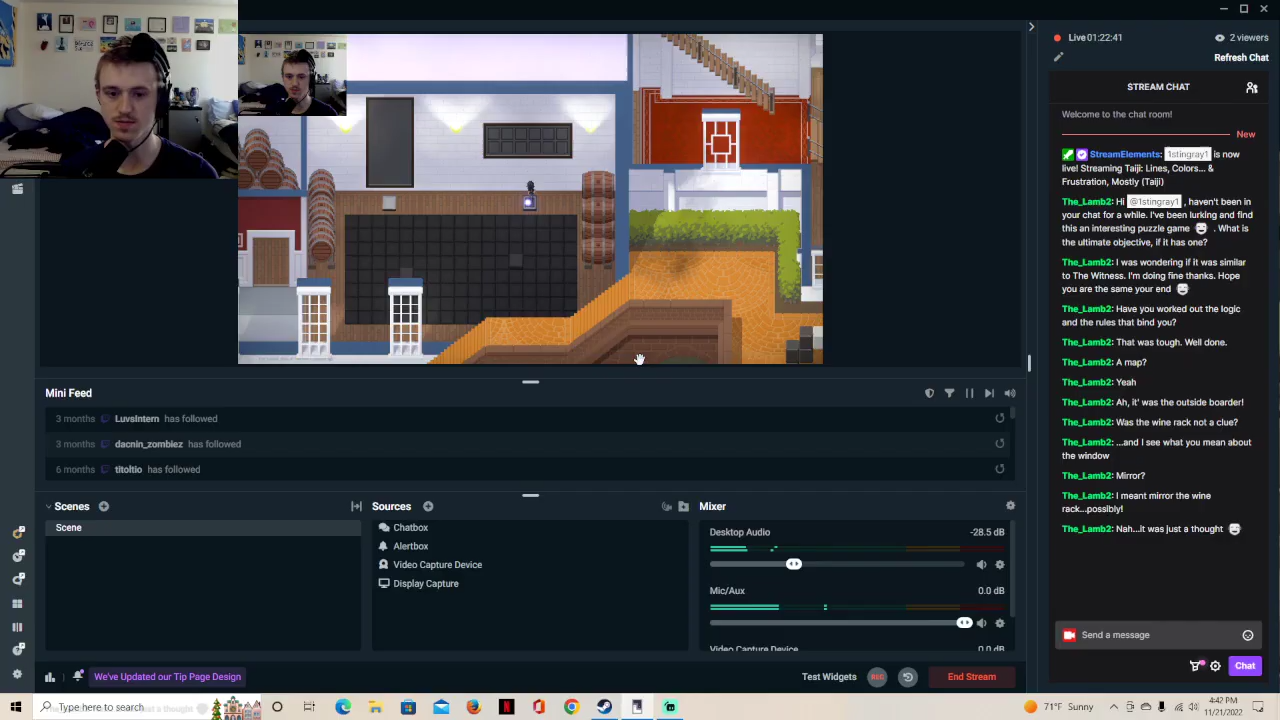 Live 01:22:41
2 viewers
Refresh Chat
STREAM CHAT
Welcome to the chat room!
New
StreamElements: 1stingray1 is now
live! Streaming Taiji: Lines, Colors... &
Frustration, Mostly (Taiji)
The_Lamb2: Hi @1stingray1 , haven't been in
your chat for a while. I've been lurking and find
this an interesting puzzle game . What is
the ultimate objective, if it has one?
The_Lamb2: I was wondering if it was similar
to The Witness. I'm doing fine thanks. Hope
you are the same your end
The_Lamb2: Have you worked out the logic
and the rules that bind you?
The_Lamb2: That was tough. Well done.
The_Lamb2: A map?
The_Lamb2: Yeah
The_Lamb2: Ah, it' was the outside boarder!
The_Lamb2: Was the wine rack not a clue?
The_Lamb2: ...and I see what you mean about
the window
The_Lamb2: Mirror?
The_Lamb2: I meant mirror the wine
rack...possibly!
The_Lamb2: Nah...it was just a thought
Send a message
Chat
Mini Feed
3 months LuvsIntern has followed
3 months dacnin_zombiez has followed
6 months titoltio has followed
Scenes
Scene
Sources
Chatbox
Alertbox
Video Capture Device
Display Capture
Mixer
Desktop Audio -28.5 dB
Mic/Aux 0.0 dB
Video Capture Device 0.0 dB
We've Updated our Tip Page Design
Test Widgets
REC
End Stream
Type here to search
71°F Sunny
4:42 PM
11/21/2022